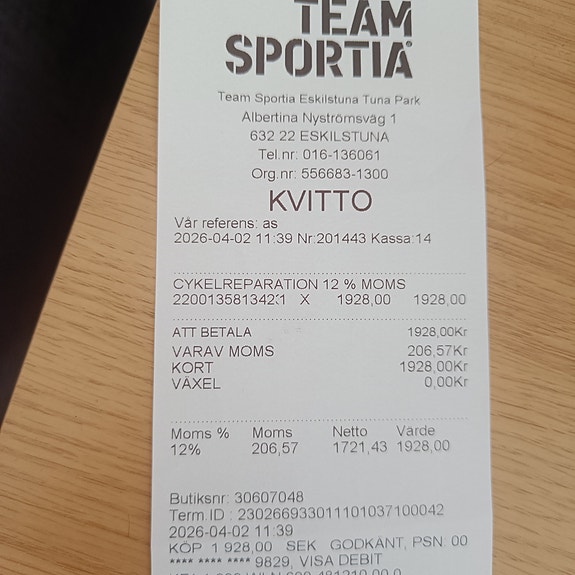 TEAM
SPORTIA
Team Sportia Eskilstuna Tuna Park
Albertina Nyströmsväg 1
632 22 ESKILSTUNA
Tel.nr: 016-136061
Org.nr: 556683-1300
KVITTO
Vår referens: as
2026-04-02 11:39 Nr:201443 Kassa:14
CYKELREPARATION 12 % MOMS
2200135813421 X 1928,00 1928,00
ATT BETALA 1928,00Kr
VARAV MOMS 206,57Kr
KORT 1928,00Kr
VÄXEL 0,00Kr
Moms % Moms Netto Värde
12% 206,57 1721,43 1928,00
Butiksnr: 30607048
Term.ID : 230266933011101037100042
2026-04-02 11:39
KÖP 1 928,00 SEK GODKÄNT, PSN: 00
**** **** **** 9829, VISA DEBIT